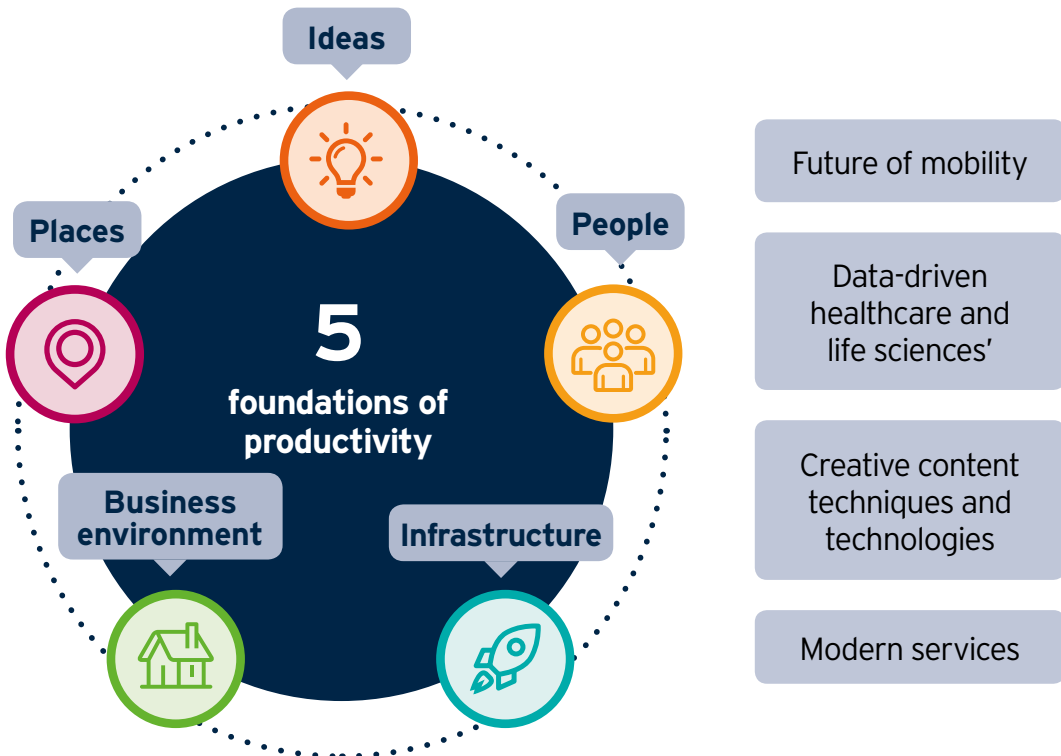 Ideas
People
Places
5
foundations of
productivity
Business
environment
Infrastructure
Future of mobility
Data-driven
healthcare and
life sciences’
Creative content
techniques and
technologies
Modern services